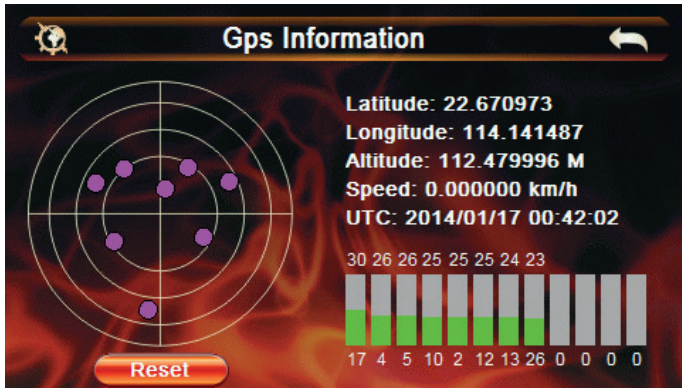 Gps Information
Latitude: 22.670973
Longitude: 114.141487
Altitude: 112.479996 M
Speed: 0.000000 km/h
UTC: 2014/01/17 00:42:02
30 26 26 25 25 25 24 23
17 4 5 10 2 12 13 26 0 0 0 0
Reset